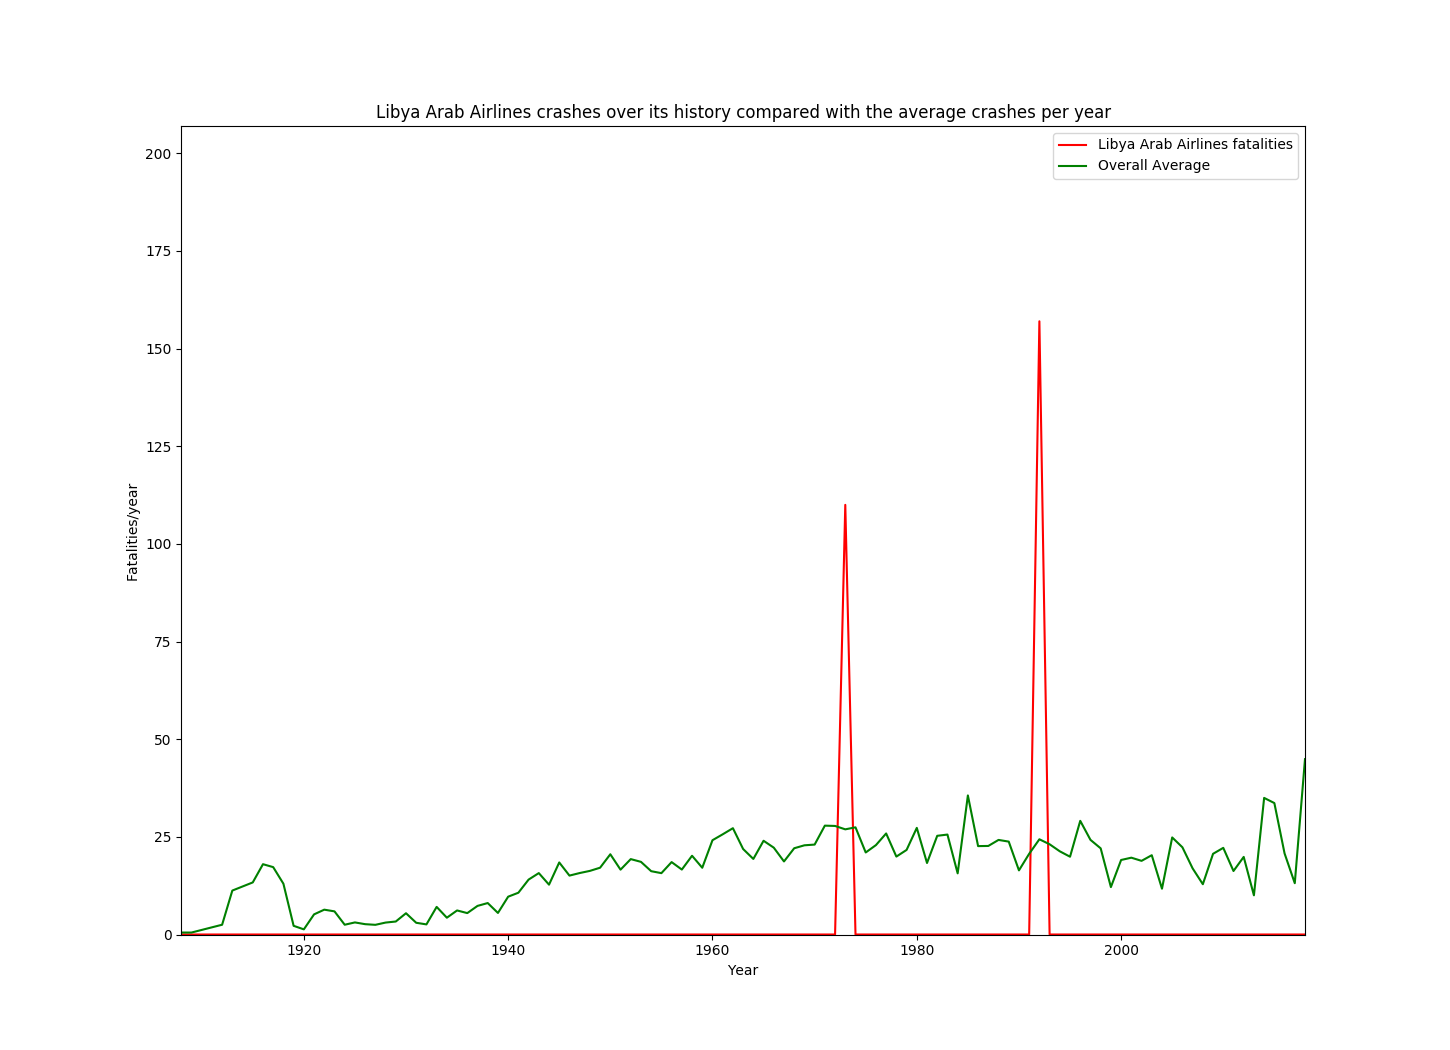 Libya Arab Airlines crashes over its history compared with the average crashes per year
Libya Arab Airlines fatalities
Overall Average
200
175
150
125
100
75
50
25
0
Fatalities/year
1920 1940 1960 1980 2000
Year